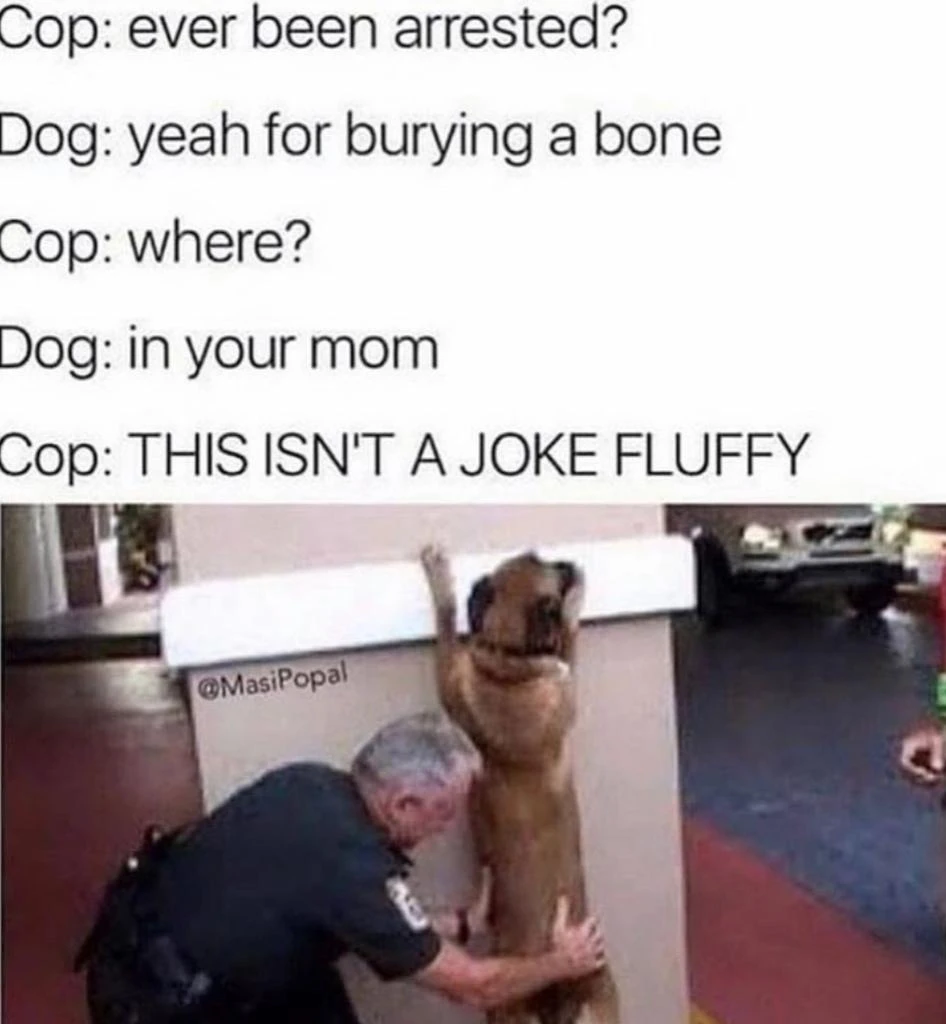 Cop: ever been arrested?
Dog: yeah for burying a bone
Cop: where?
Dog: in your mom
Cop: THIS ISN'T A JOKE FLUFFY
@MasiPopal